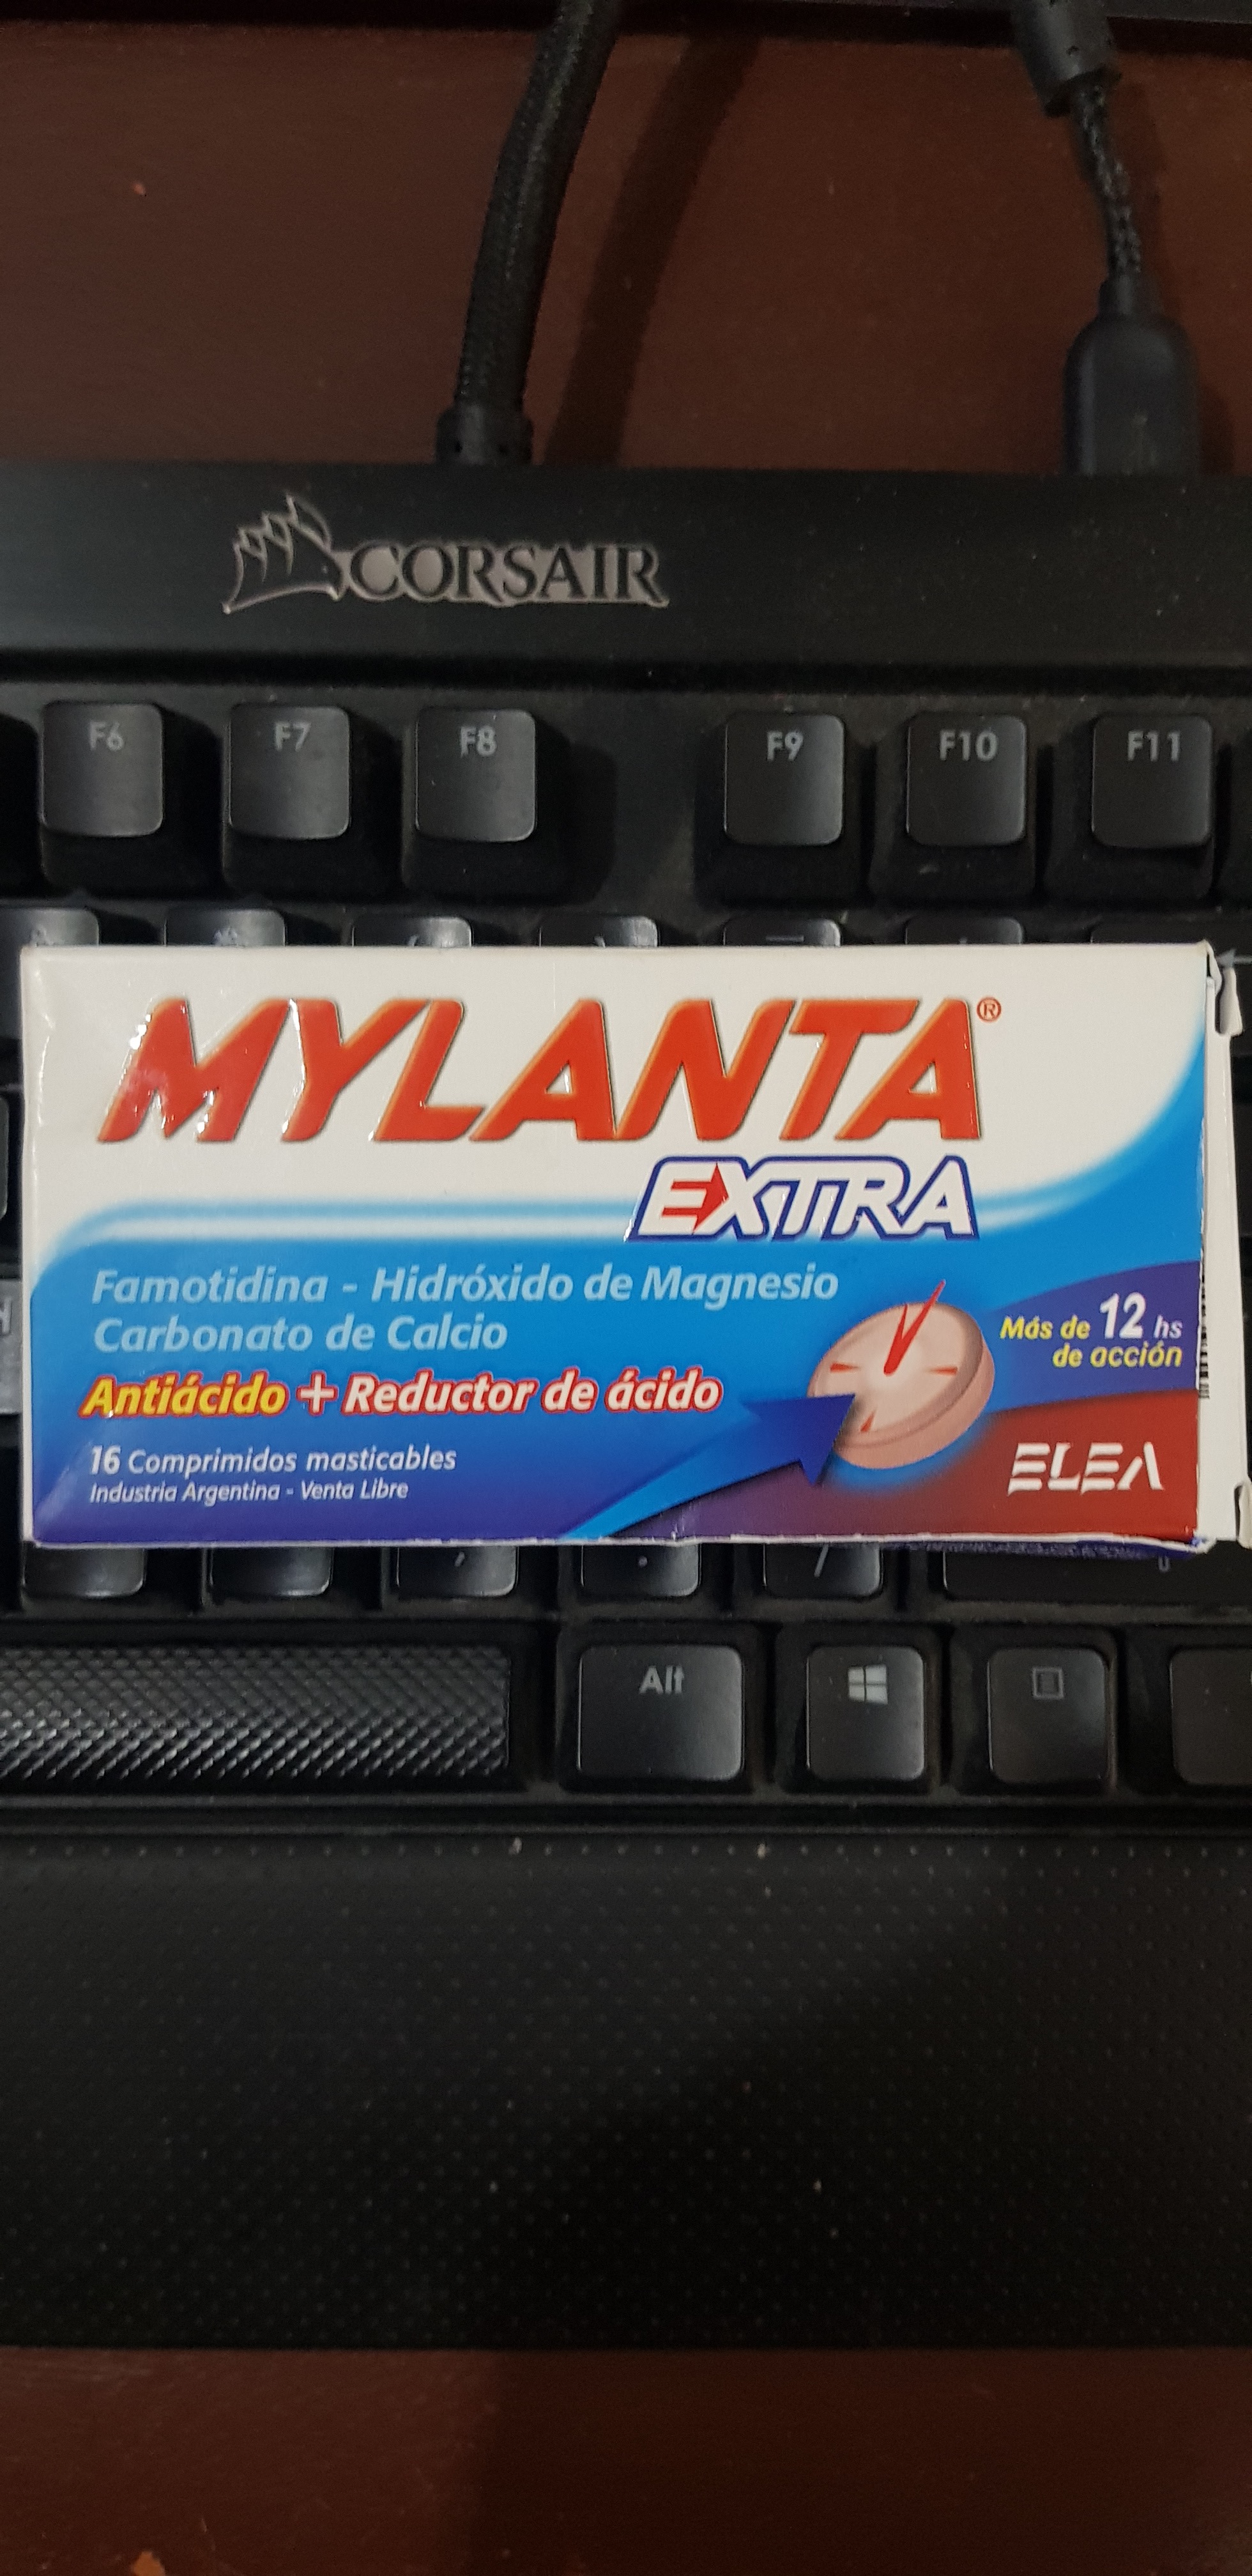 MYLANTA®
EXTRA
Famotidina - Hidróxido de Magnesio
Carbonato de Calcio
Antiácido + Reductor de ácido
16 Comprimidos masticables
Industria Argentina - Venta Libre
Más de 12 hs
de acción
ELEA
CORSAIR
F6
F7
F8
F9
F10
F11
Alt